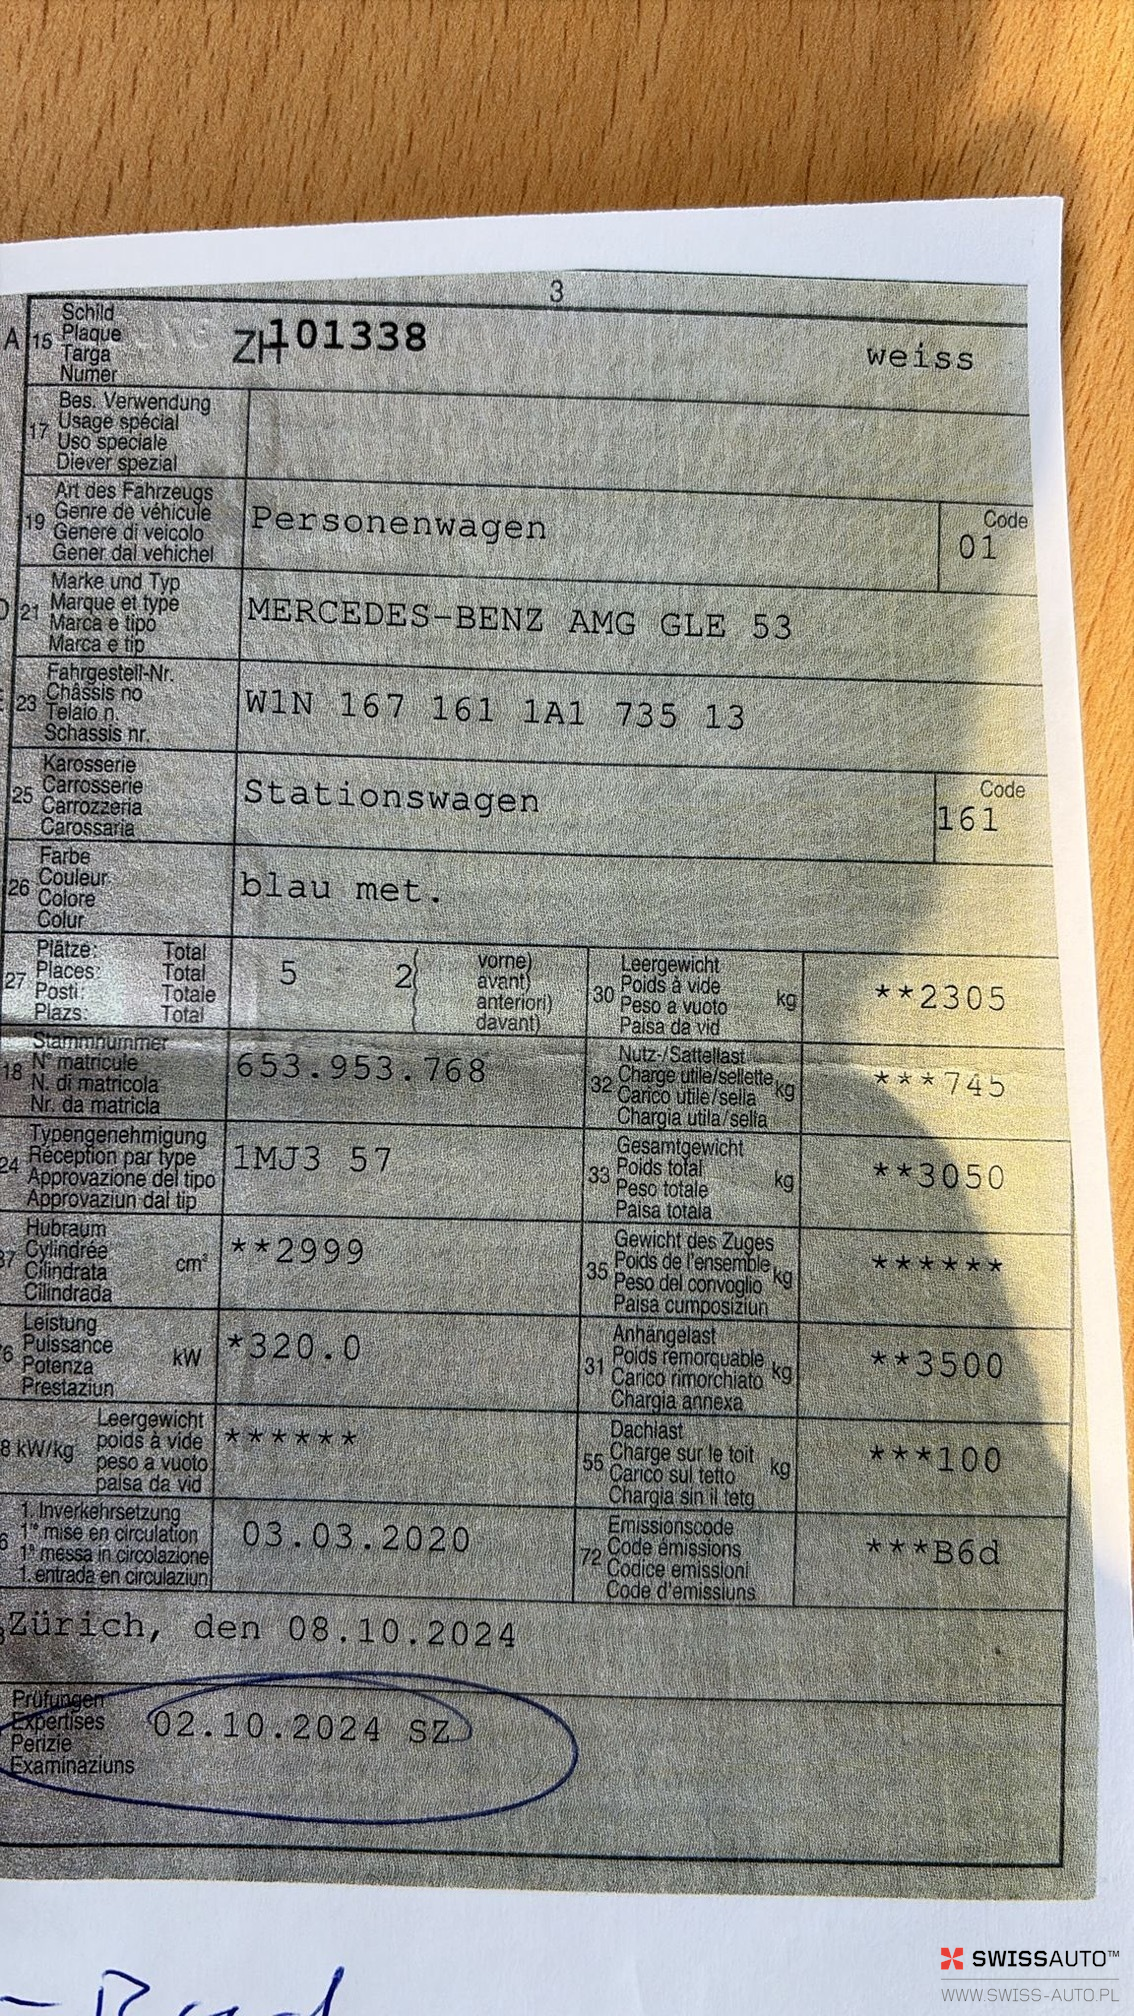 3
A 15 Schild
Plaque
Targa
Numer
ZH 101338 weiss
17 Bes. Verwendung
Usage spécial
Uso speciale
Diever spezial
19 Art des Fahrzeugs
Genre de véhicule
Genere di veicolo
Gener dal vehichel
Personenwagen
Code
01
21 Marke und Typ
Marque et type
Marca e tipo
Marca e tip
MERCEDES-BENZ AMG GLE 53
23 Fahrgestell-Nr.
Châssis no
Telaio n.
Schassis nr.
W1N 167 161 1A1 735 13
25 Karosserie
Carrosserie
Carrozzeria
Carossaria
Stationswagen
Code
161
26 Farbe
Couleur
Colore
Colur
blau met.
27 Plätze: Total
Places: Total
Posti: Totale
Plazs: Total
5 2
vorne)
avant)
anteriori)
davant)
30 Leergewicht
Poids à vide
Peso a vuoto
Paisa da vid
kg
**2305
18 Stammnummer
N° matricule
N. di matricola
Nr. da matricla
653.953.768
32 Nutz-/Sattellast
Charge utile/sellette
Carico utile/sella
Chargia utila/sella
kg
***745
24 Typengenehmigung
Réception par type
Approvazione del tipo
Approvaziun dal tip
1MJ3 57
33 Gesamtgewicht
Poids total
Peso totale
Paisa totala
kg
**3050
37 Hubraum
Cylindrée
Cilindrata
Cilindrada
cm³
**2999
35 Gewicht des Zuges
Poids de l'ensemble
Peso del convoglio
Paisa cumposiziun
kg
******
76 Leistung
Puissance
Potenza
Prestaziun
kW
*320.0
31 Anhängelast
Poids remorquable
Carico rimorchiato
Chargia annexa
kg
**3500
8 kW/kg Leergewicht
poids à vide
peso a vuoto
paisa da vid
******
55 Dachlast
Charge sur le toit
Carico sul tetto
Chargia sin il tetg
kg
***100
6 1. Inverkehrsetzung
1re mise en circulation
1a messa in circolazione
1. entrada en circulaziun
03.03.2020
72 Emissionscode
Code émissions
Codice emissioni
Code d'emissiuns
***B6d
Zürich, den 08.10.2024
Prüfungen
Expertises
Perizie
Examinaziuns
02.10.2024 SZ
SWISSAUTO™
WWW.SWISS-AUTO.PL